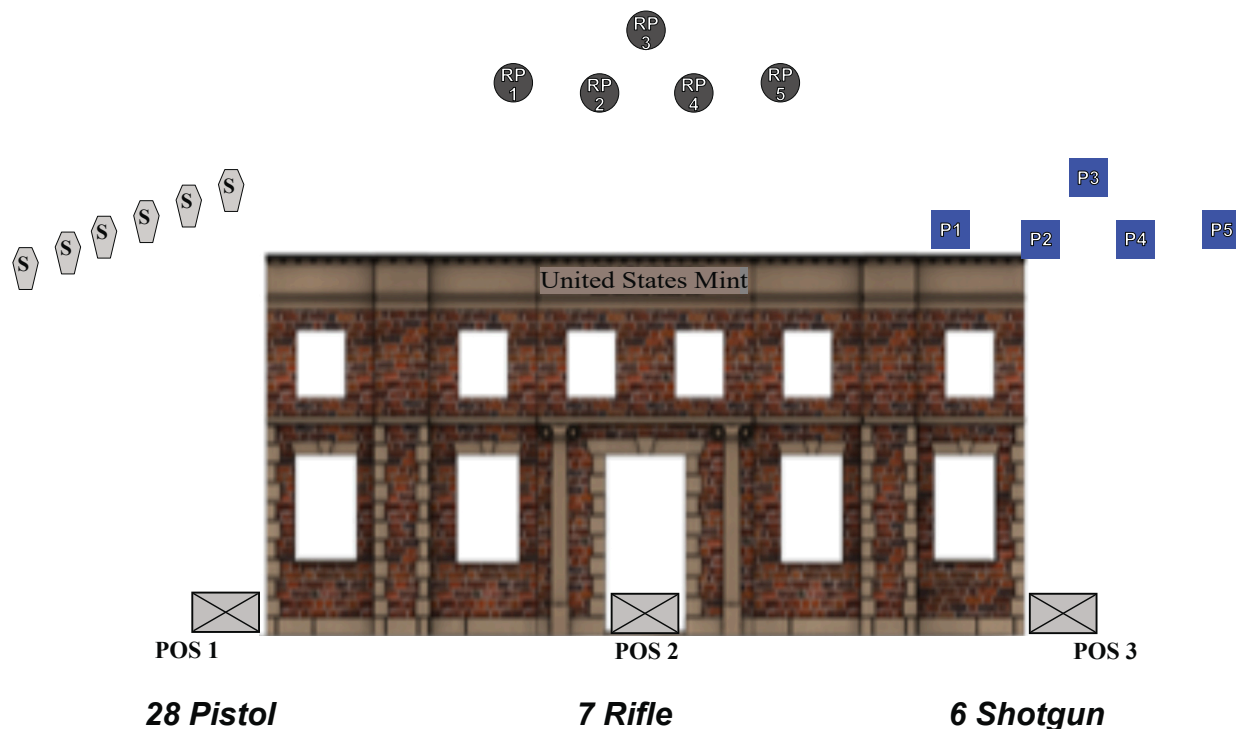 RP
3
RP
1
RP
2
RP
4
RP
5
S
S
S
S
S
S
P3
P1
P2
P4
P5
United States Mint
POS 1
POS 2
POS 3
28 Pistol
7 Rifle
6 Shotgun